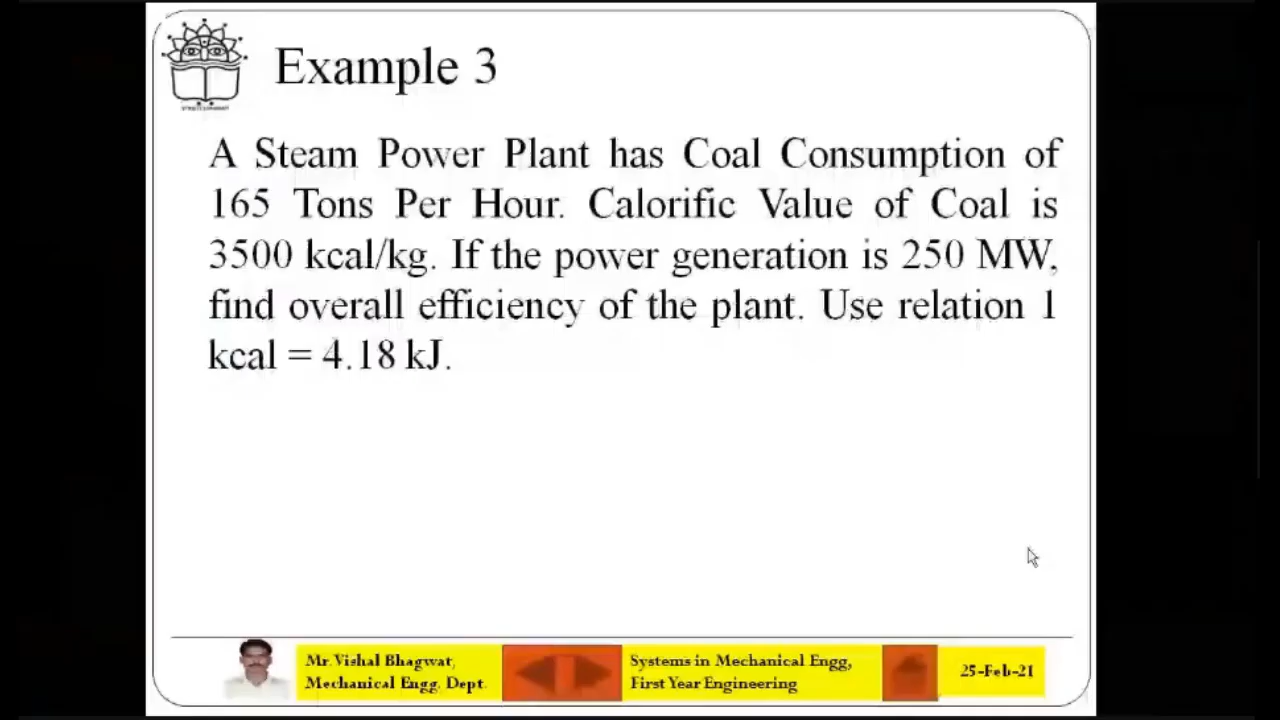 Example 3
A Steam Power Plant has Coal Consumption of
165 Tons Per Hour. Calorific Value of Coal is
3500 kcal/kg. If the power generation is 250 MW,
find overall efficiency of the plant. Use relation 1
kcal = 4.18 kJ.
Mr. Vishal Bhagwat,
Mechanical Engg. Dept.
Systems in Mechanical Engg,
First Year Engineering
25-Feb-21